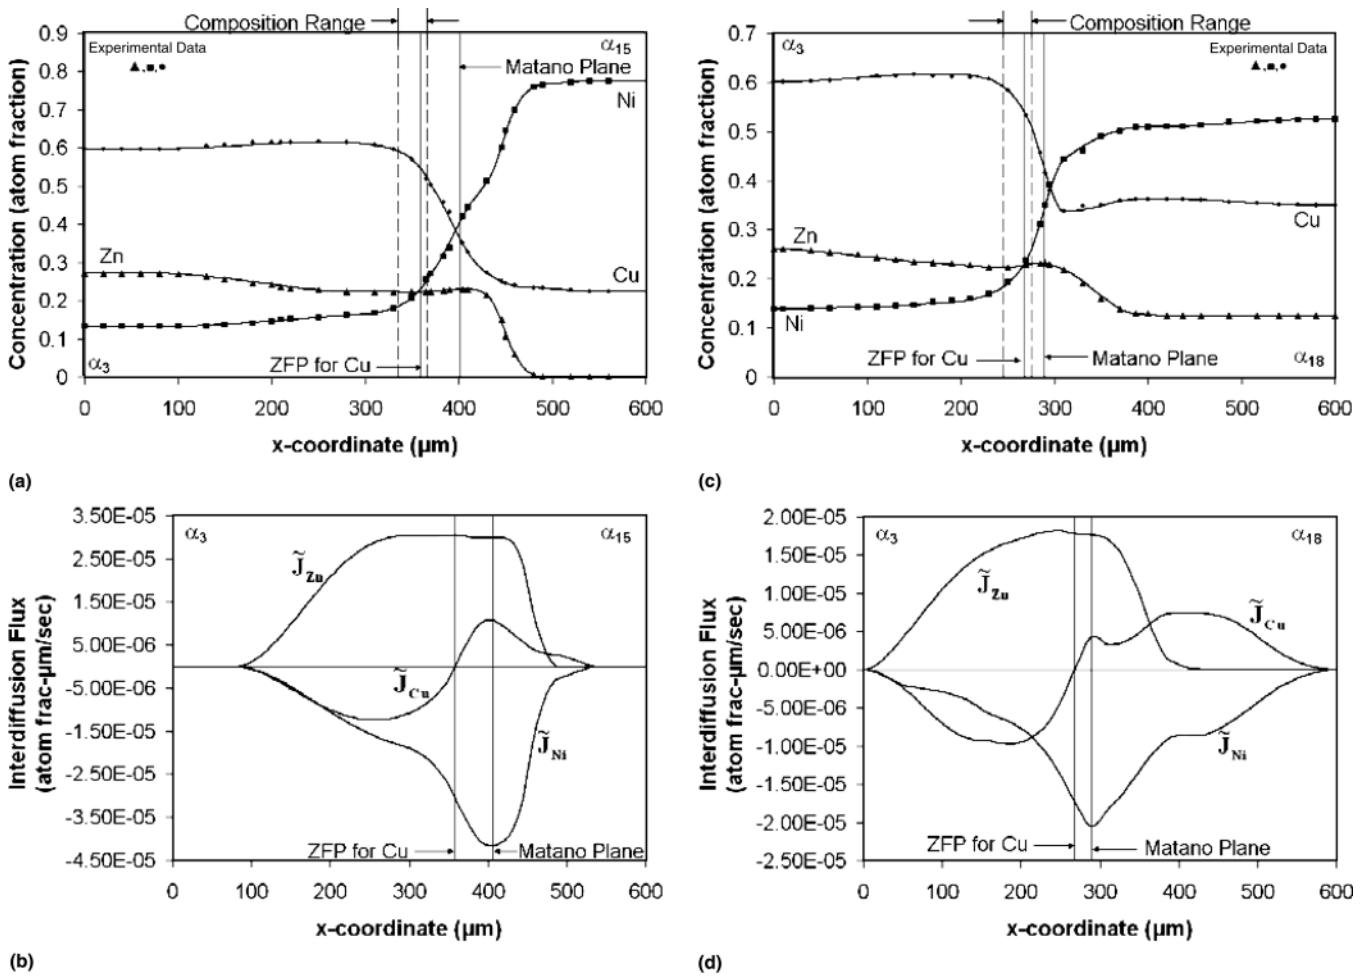 Composition Range
0.9
0.8
0.7
0.6
0.5
0.4
0.3
0.2
0.1
0
Concentration (atom fraction)
Experimental Data
α15
Matano Plane
Ni
Zn
Cu
α3
ZFP for Cu
0 100 200 300 400 500 600
x-coordinate (µm)
(a)
Composition Range
0.7
0.6
0.5
0.4
0.3
0.2
0.1
0
Concentration (atom fraction)
α3
Experimental Data
Zn
Cu
Ni
ZFP for Cu
Matano Plane
α18
0 100 200 300 400 500 600
x-coordinate (µm)
(c)
3.50E-05
2.50E-05
1.50E-05
5.00E-06
-5.00E-06
-1.50E-05
-2.50E-05
-3.50E-05
-4.50E-05
Interdiffusion Flux
(atom frac-µm/sec)
α3
α15
J̃Zu
J̃Cu
J̃Ni
ZFP for Cu
Matano Plane
0 100 200 300 400 500 600
x-coordinate (µm)
(b)
2.00E-05
1.50E-05
1.00E-05
5.00E-06
0.00E+00
-5.00E-06
-1.00E-05
-1.50E-05
-2.00E-05
-2.50E-05
Interdiffusion Flux
(atom frac-µm/sec)
α3
α18
J̃Zu
J̃Cu
J̃Ni
ZFP for Cu
Matano Plane
0 100 200 300 400 500 600
x-coordinate (µm)
(d)